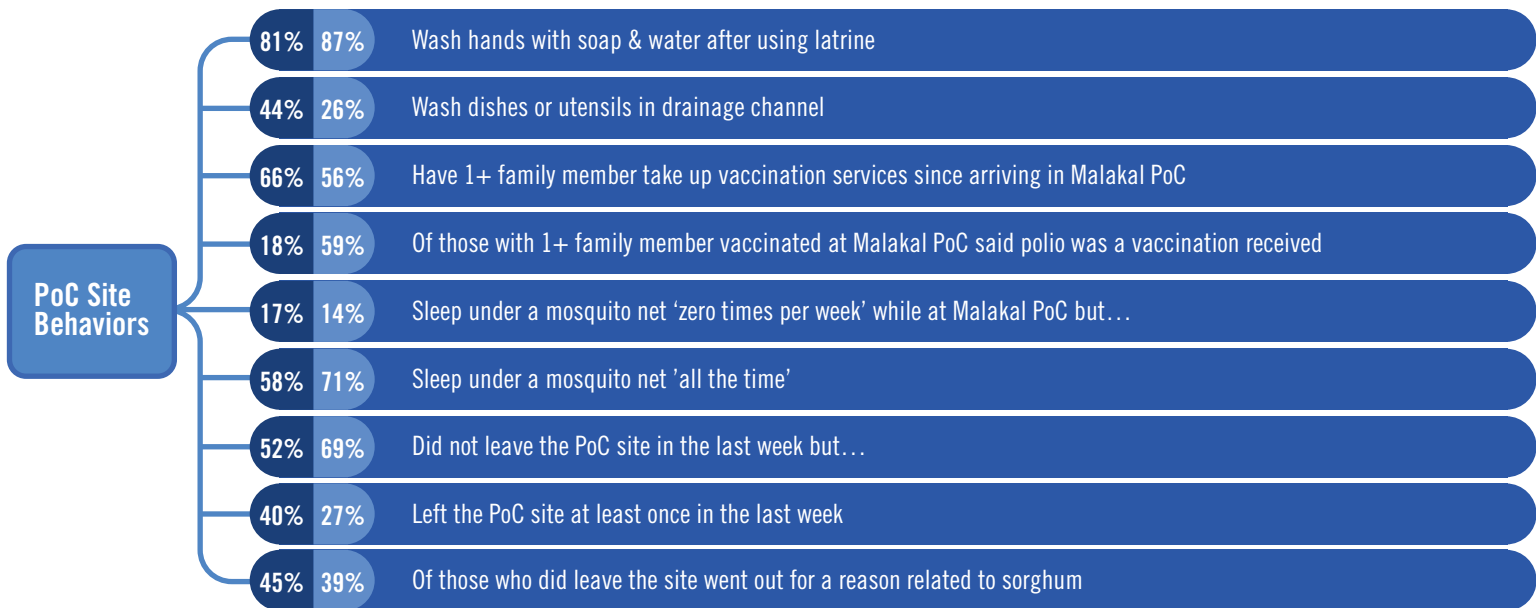 81% 87% Wash hands with soap & water after using latrine
44% 26% Wash dishes or utensils in drainage channel
66% 56% Have 1+ family member take up vaccination services since arriving in Malakal PoC
18% 59% Of those with 1+ family member vaccinated at Malakal PoC said polio was a vaccination received
PoC Site
Behaviors
17% 14% Sleep under a mosquito net ‘zero times per week’ while at Malakal PoC but…
58% 71% Sleep under a mosquito net ’all the time’
52% 69% Did not leave the PoC site in the last week but…
40% 27% Left the PoC site at least once in the last week
45% 39% Of those who did leave the site went out for a reason related to sorghum